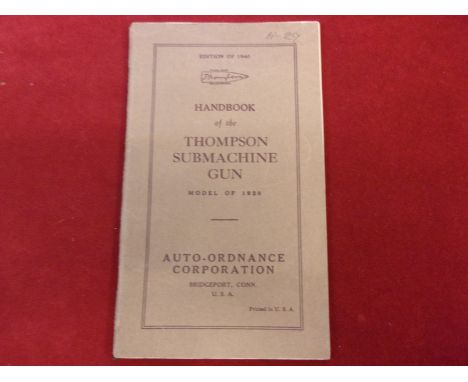 EDITION OF 1940
Thompson
HANDBOOK
of the
THOMPSON
SUBMACHINE
GUN
MODEL OF 1928
AUTO-ORDNANCE
CORPORATION
BRIDGEPORT, CONN.
U. S. A.
Printed in U. S. A.